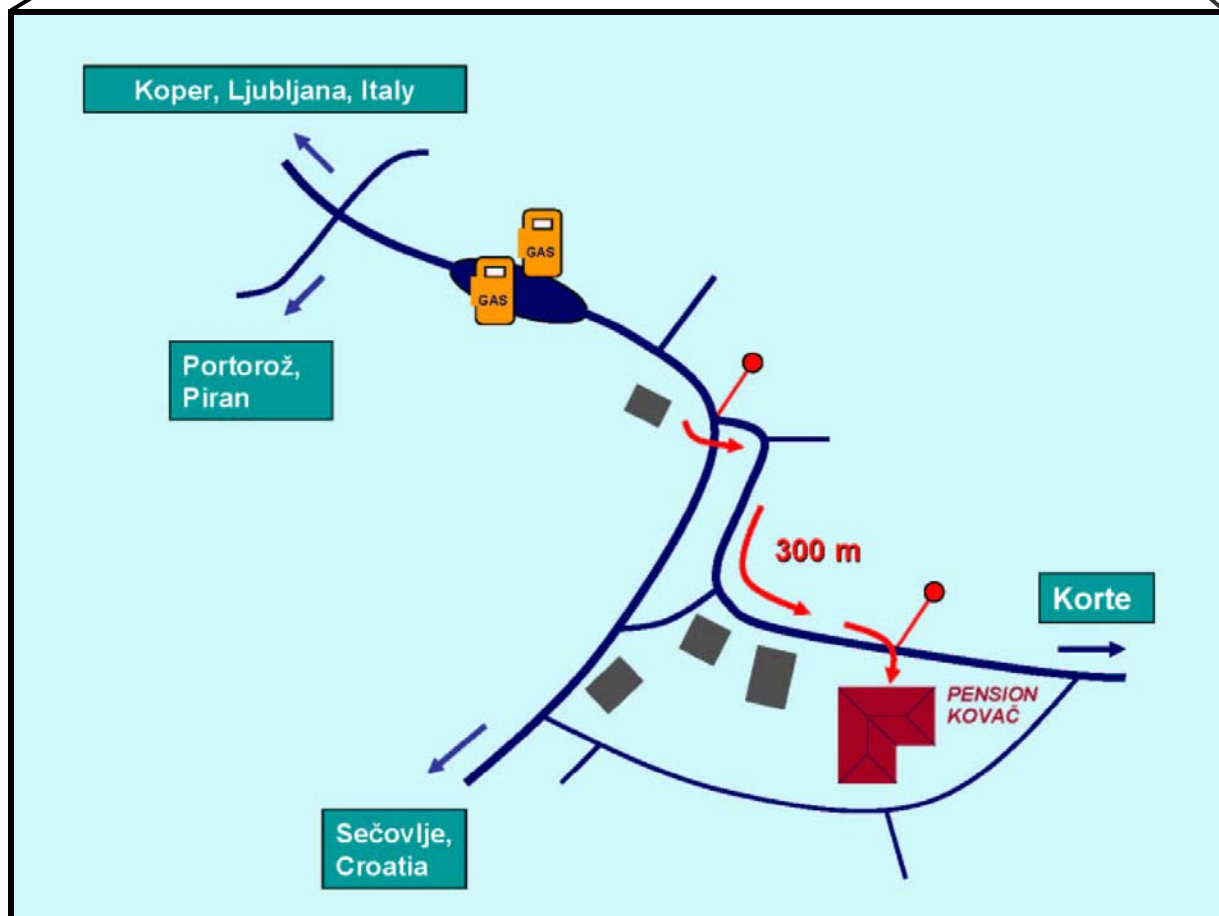 Koper, Ljubljana, Italy
GAS
GAS
Portorož,
Piran
300 m
Korte
PENSION
KOVAČ
Sečovlje,
Croatia